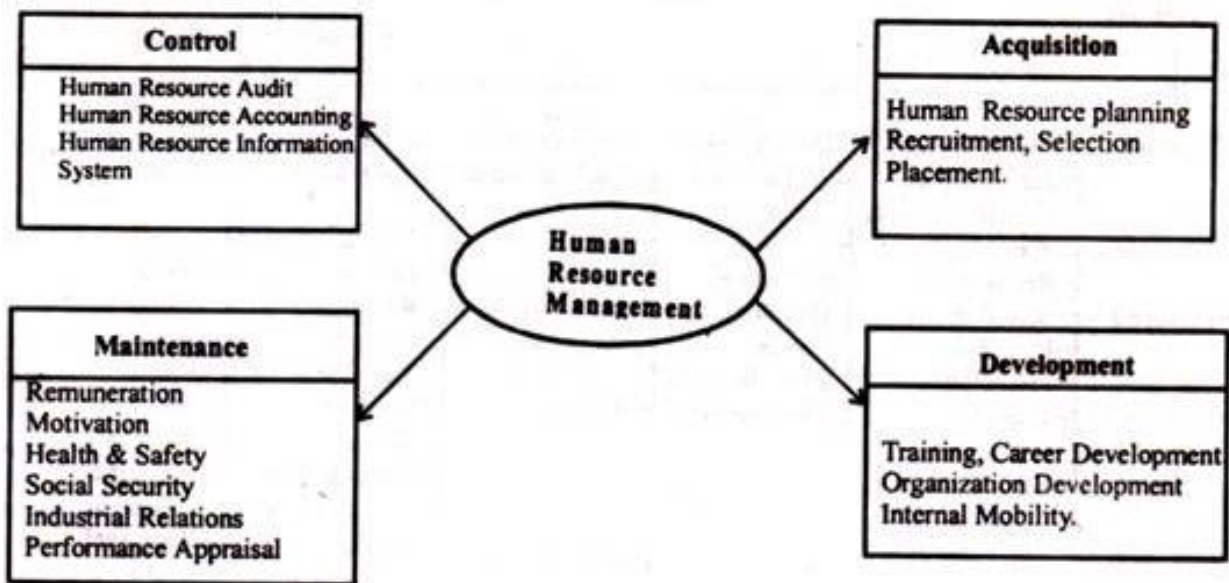 Control
Human Resource Audit
Human Resource Accounting
Human Resource Information
System
Acquisition
Human Resource planning
Recruitment, Selection
Placement.
Human
Resource
Management
Maintenance
Remuneration
Motivation
Health & Safety
Social Security
Industrial Relations
Performance Appraisal
Development
Training, Career Development
Organization Development
Internal Mobility.